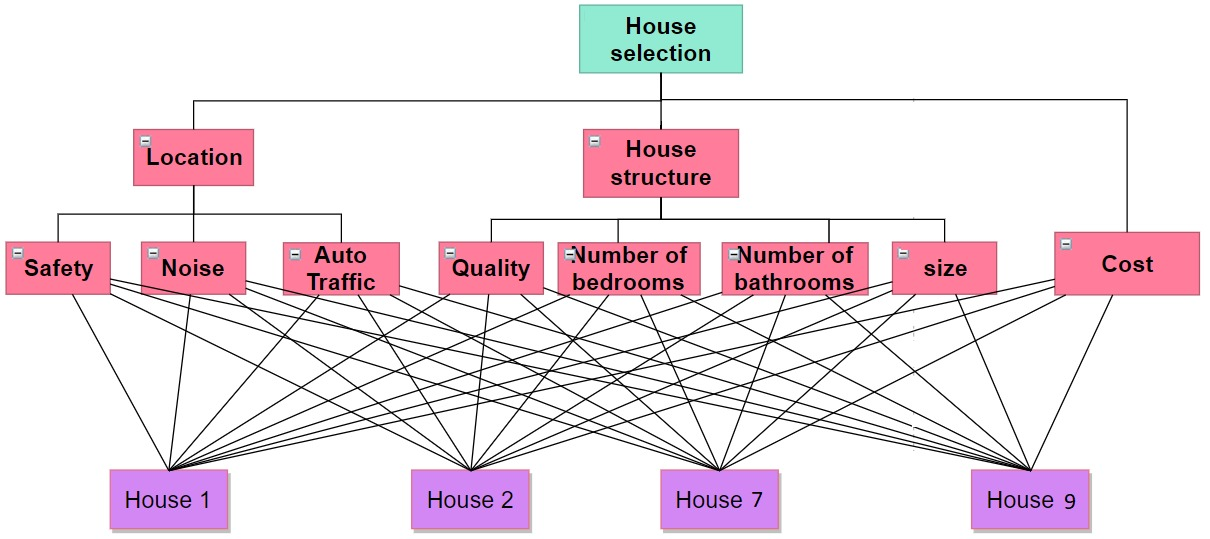 House
selection
Location
House
structure
Safety
Noise
Auto
Traffic
Quality
Number of
bedrooms
Number of
bathrooms
size
Cost
House 1
House 2
House 7
House 9